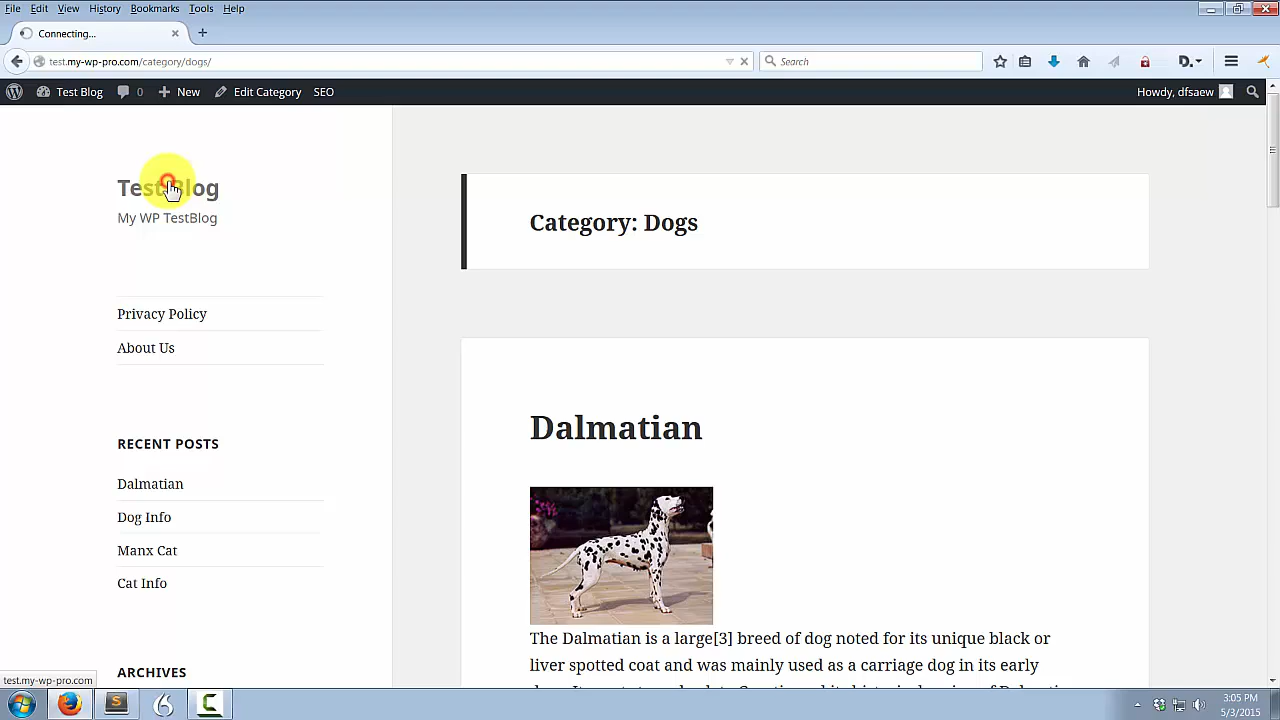 File Edit View History Bookmarks Tools Help
Connecting...
test.my-wp-pro.com/category/dogs/
Search
Test Blog 0 New Edit Category SEO
Howdy, dfsaew
Test Blog
My WP TestBlog
Privacy Policy
About Us
RECENT POSTS
Dalmatian
Dog Info
Manx Cat
Cat Info
ARCHIVES
Category: Dogs
Dalmatian
The Dalmatian is a large[3] breed of dog noted for its unique black or
liver spotted coat and was mainly used as a carriage dog in its early
test.my-wp-pro.com
3:05 PM
5/3/2015